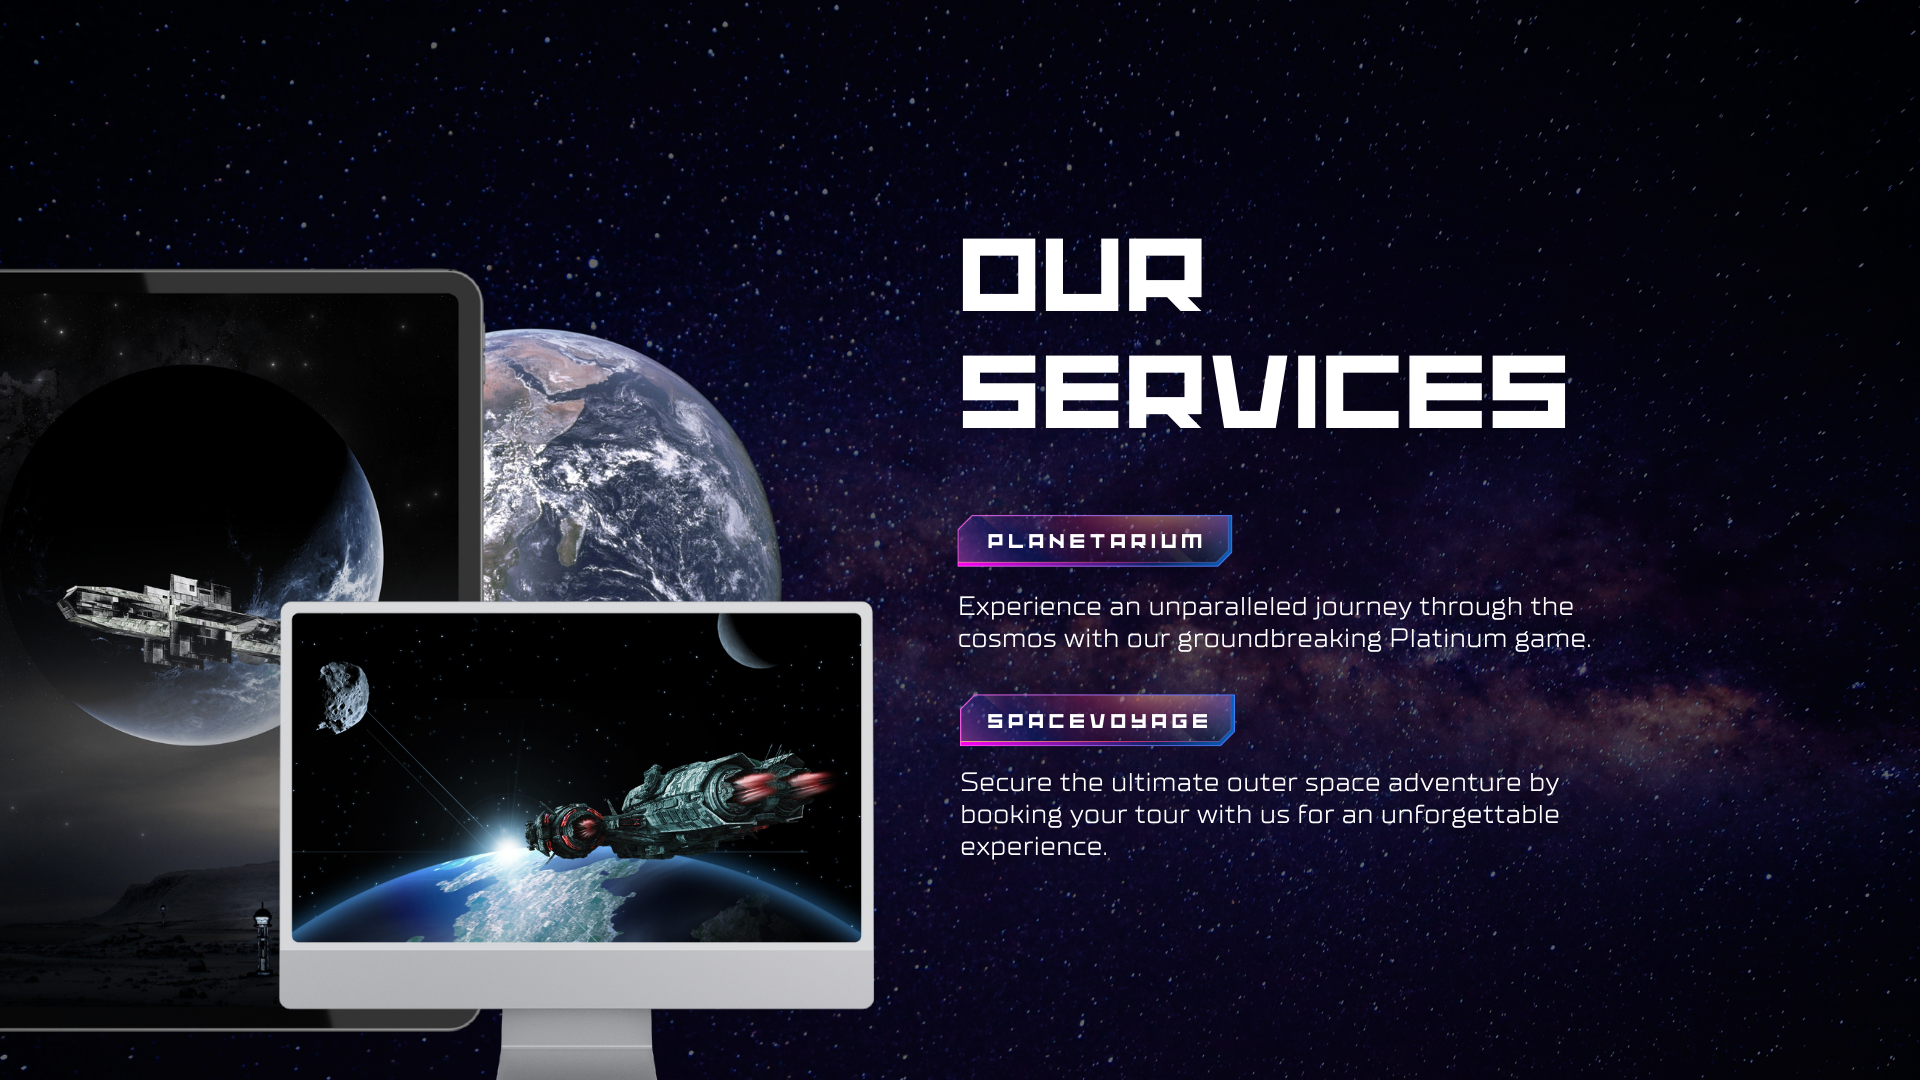 OUR
SERVICES
PLANETARIUM
Experience an unparalleled journey through the
cosmos with our groundbreaking Platinum game.
SPACEVOYAGE
Secure the ultimate outer space adventure by
booking your tour with us for an unforgettable
experience.